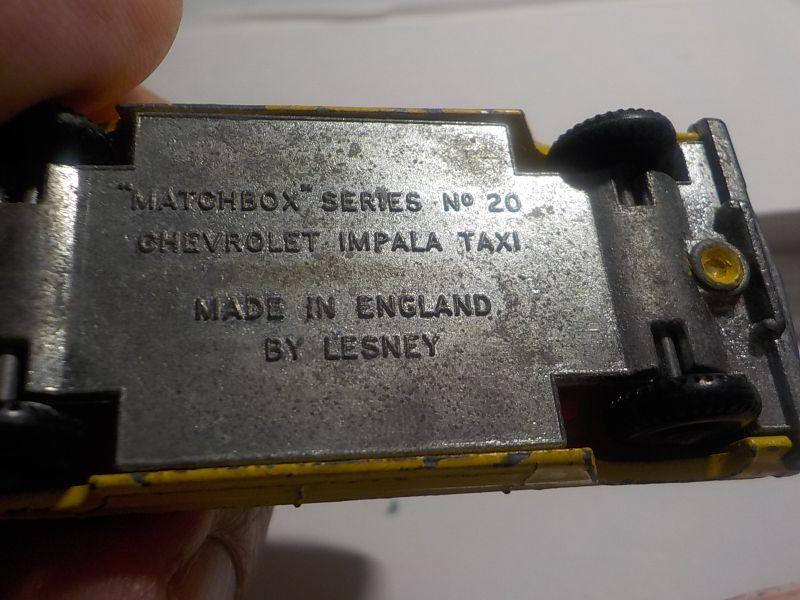 "MATCHBOX" SERIES Nº 20
CHEVROLET IMPALA TAXI
MADE IN ENGLAND
BY LESNEY